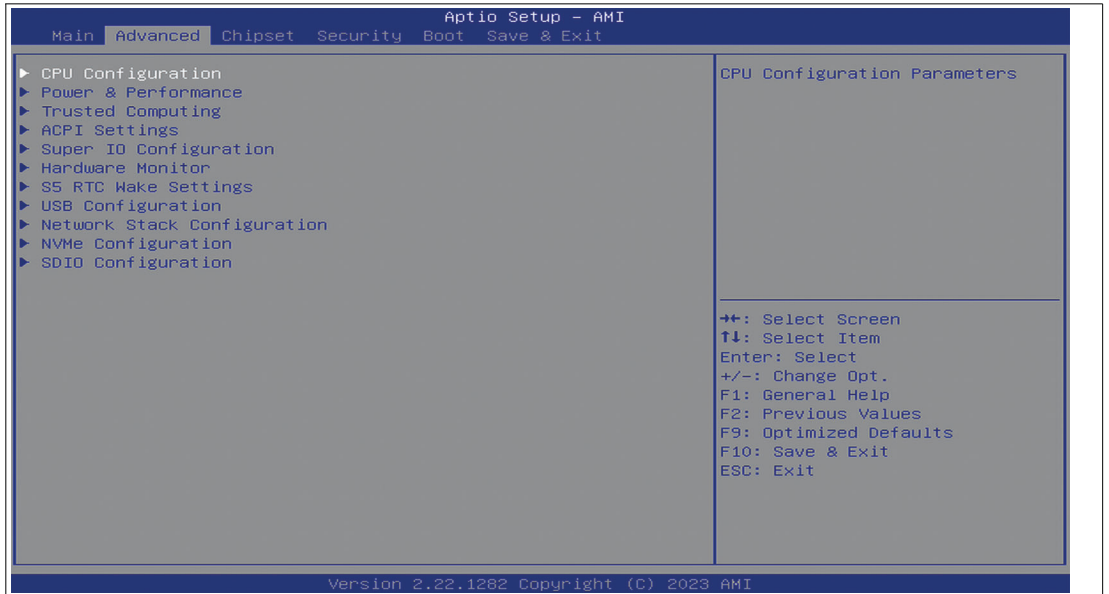 Aptio Setup – AMI
Main Advanced Chipset Security Boot Save & Exit
▶ CPU Configuration
▶ Power & Performance
▶ Trusted Computing
▶ ACPI Settings
▶ Super IO Configuration
▶ Hardware Monitor
▶ S5 RTC Wake Settings
▶ USB Configuration
▶ Network Stack Configuration
▶ NVMe Configuration
▶ SDIO Configuration
CPU Configuration Parameters
→←: Select Screen
↑↓: Select Item
Enter: Select
+/-: Change Opt.
F1: General Help
F2: Previous Values
F9: Optimized Defaults
F10: Save & Exit
ESC: Exit
Version 2.22.1282 Copyright (C) 2023 AMI